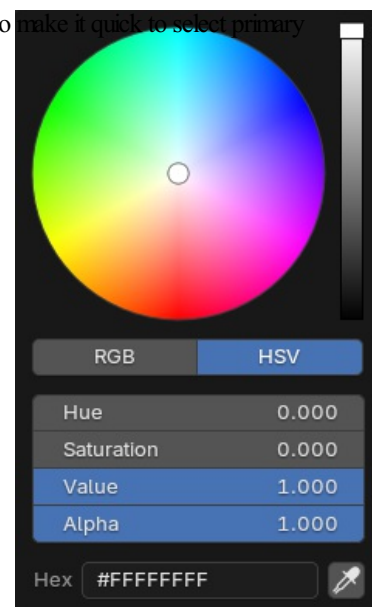 o make it quick to select primary
RGB HSV
Hue 0.000
Saturation 0.000
Value 1.000
Alpha 1.000
Hex #FFFFFFFF